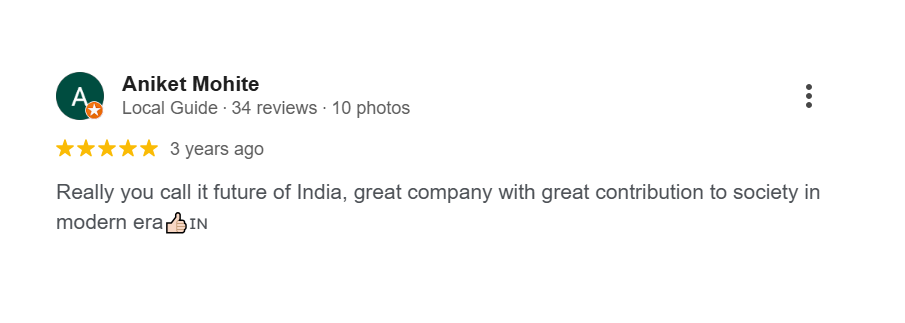 A
Aniket Mohite
Local Guide · 34 reviews · 10 photos
3 years ago
Really you call it future of India, great company with great contribution to society in
modern era👍🏻🇮🇳